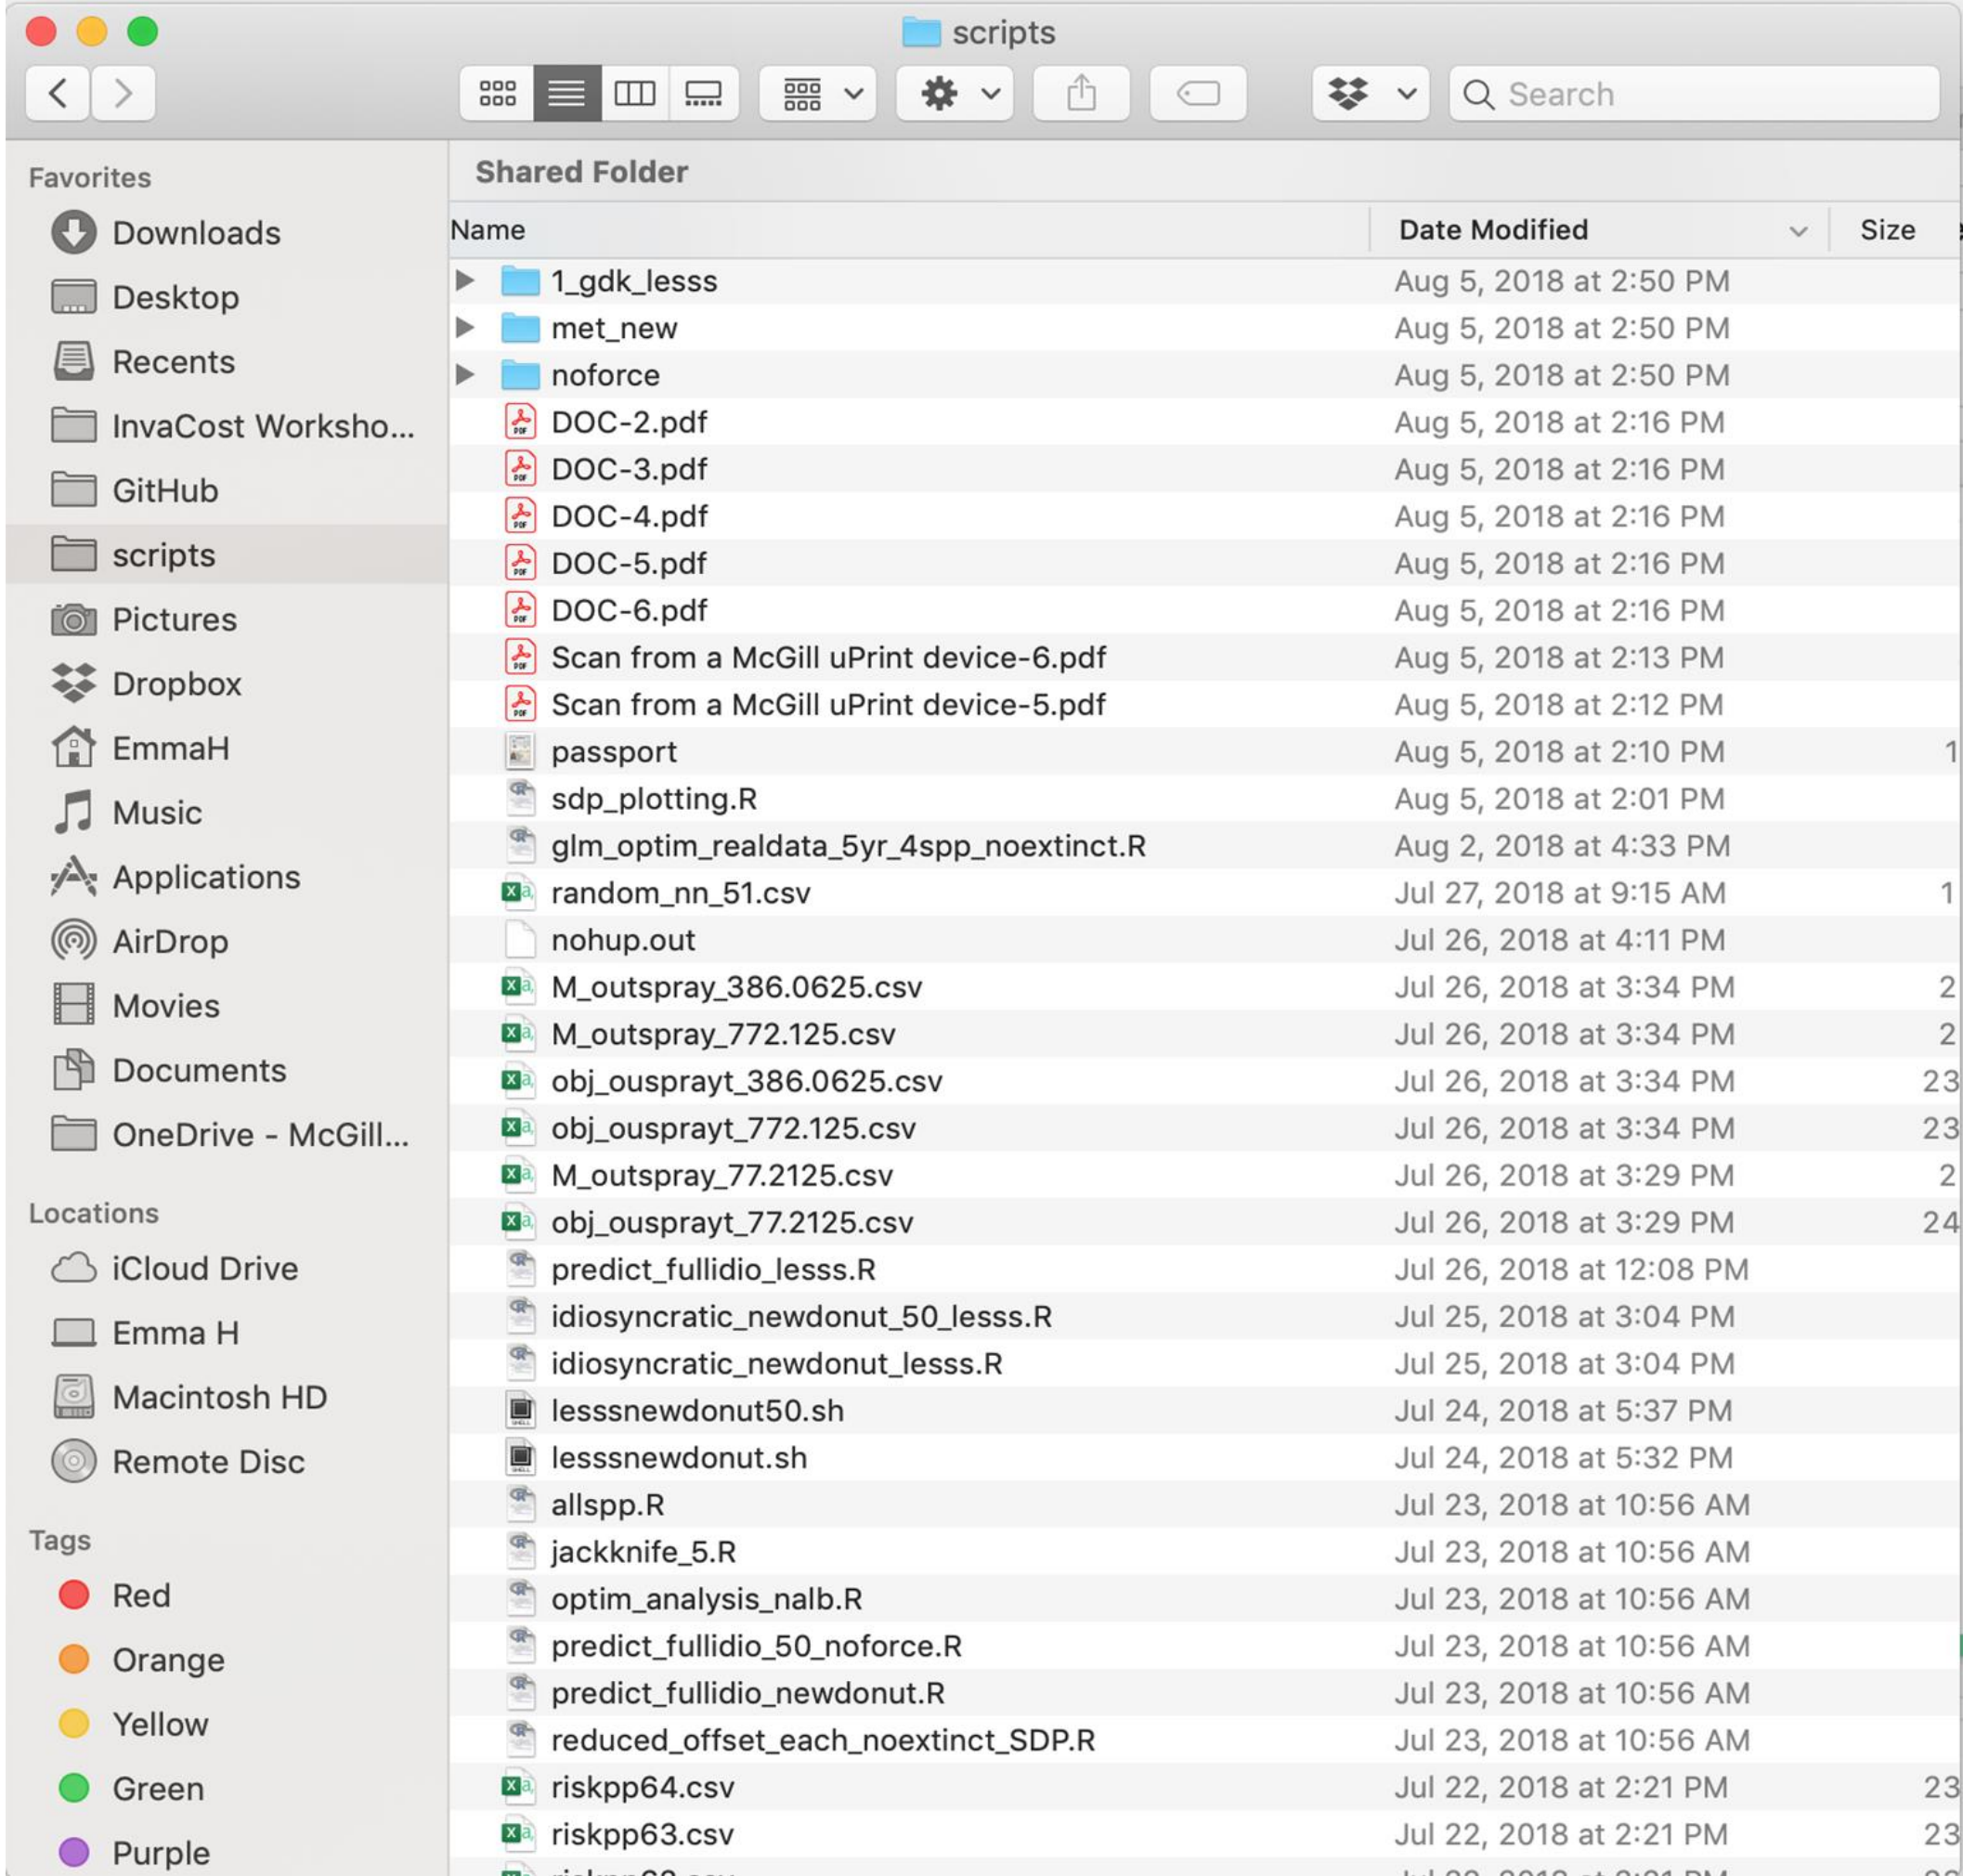 scripts
Search
Favorites
Downloads
Desktop
Recents
InvaCost Worksho...
GitHub
scripts
Pictures
Dropbox
EmmaH
Music
Applications
AirDrop
Movies
Documents
OneDrive - McGill...
Locations
iCloud Drive
Emma H
Macintosh HD
Remote Disc
Tags
Red
Orange
Yellow
Green
Purple
Shared Folder
Name Date Modified Size
1_gdk_lesss Aug 5, 2018 at 2:50 PM
met_new Aug 5, 2018 at 2:50 PM
noforce Aug 5, 2018 at 2:50 PM
DOC-2.pdf Aug 5, 2018 at 2:16 PM
DOC-3.pdf Aug 5, 2018 at 2:16 PM
DOC-4.pdf Aug 5, 2018 at 2:16 PM
DOC-5.pdf Aug 5, 2018 at 2:16 PM
DOC-6.pdf Aug 5, 2018 at 2:16 PM
Scan from a McGill uPrint device-6.pdf Aug 5, 2018 at 2:13 PM
Scan from a McGill uPrint device-5.pdf Aug 5, 2018 at 2:12 PM
passport Aug 5, 2018 at 2:10 PM 1
sdp_plotting.R Aug 5, 2018 at 2:01 PM
glm_optim_realdata_5yr_4spp_noextinct.R Aug 2, 2018 at 4:33 PM
random_nn_51.csv Jul 27, 2018 at 9:15 AM 1
nohup.out Jul 26, 2018 at 4:11 PM
M_outspray_386.0625.csv Jul 26, 2018 at 3:34 PM 2
M_outspray_772.125.csv Jul 26, 2018 at 3:34 PM 2
obj_ousprayt_386.0625.csv Jul 26, 2018 at 3:34 PM 23
obj_ousprayt_772.125.csv Jul 26, 2018 at 3:34 PM 23
M_outspray_77.2125.csv Jul 26, 2018 at 3:29 PM 2
obj_ousprayt_77.2125.csv Jul 26, 2018 at 3:29 PM 24
predict_fullidio_lesss.R Jul 26, 2018 at 12:08 PM
idiosyncratic_newdonut_50_lesss.R Jul 25, 2018 at 3:04 PM
idiosyncratic_newdonut_lesss.R Jul 25, 2018 at 3:04 PM
lesssnewdonut50.sh Jul 24, 2018 at 5:37 PM
lesssnewdonut.sh Jul 24, 2018 at 5:32 PM
allspp.R Jul 23, 2018 at 10:56 AM
jackknife_5.R Jul 23, 2018 at 10:56 AM
optim_analysis_nalb.R Jul 23, 2018 at 10:56 AM
predict_fullidio_50_noforce.R Jul 23, 2018 at 10:56 AM
predict_fullidio_newdonut.R Jul 23, 2018 at 10:56 AM
reduced_offset_each_noextinct_SDP.R Jul 23, 2018 at 10:56 AM
riskpp64.csv Jul 22, 2018 at 2:21 PM 23
riskpp63.csv Jul 22, 2018 at 2:21 PM 23